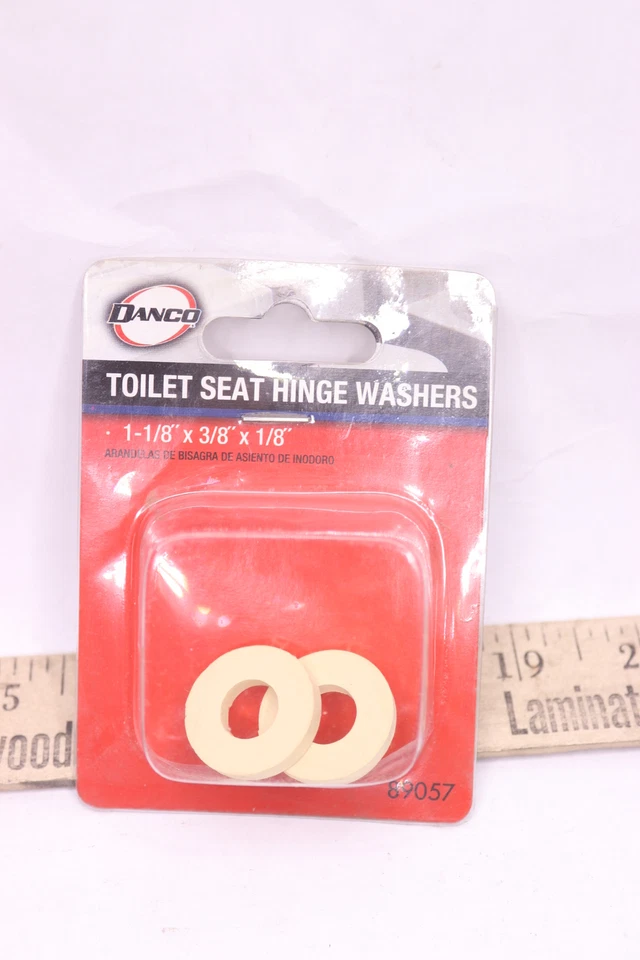 DANCO
TOILET SEAT HINGE WASHERS
· 1-1/8" x 3/8" x 1/8"
ARANDELAS DE BISAGRA DE ASIENTO DE INODORO
5
19
2
wood
Laminat
89057